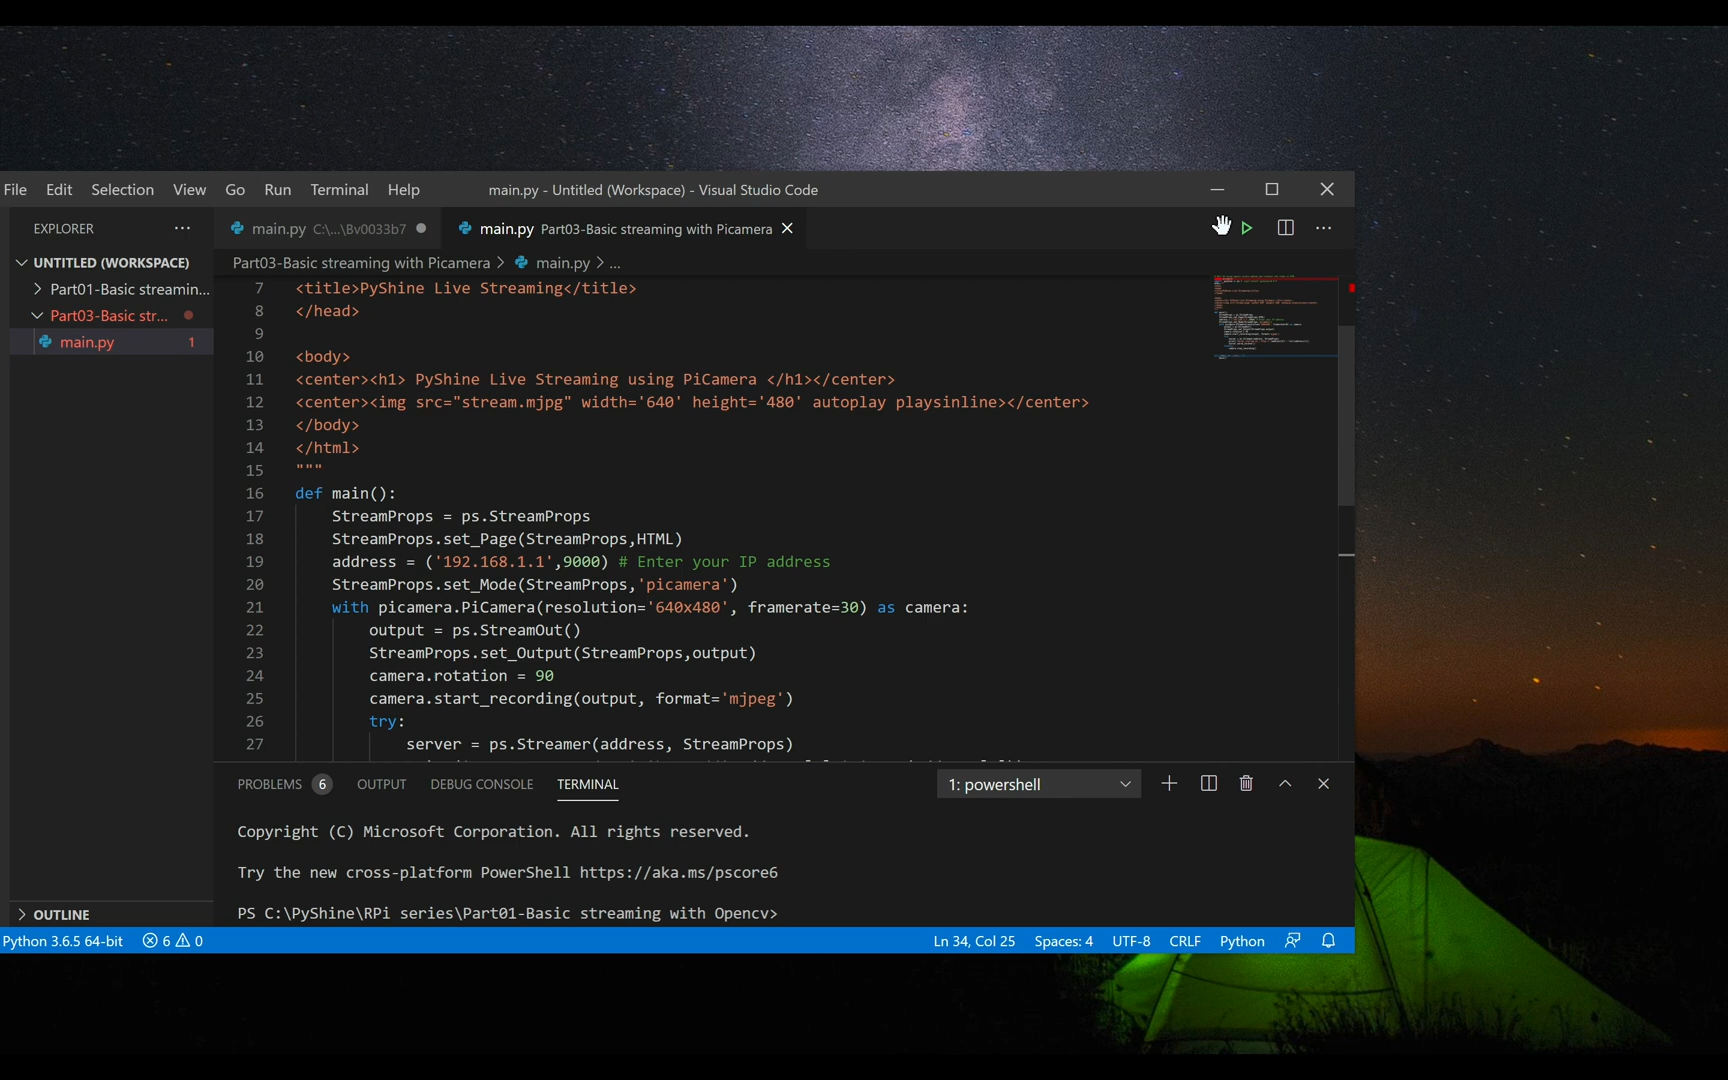 File Edit Selection View Go Run Terminal Help main.py - Untitled (Workspace) - Visual Studio Code
EXPLORER ··· main.py C:\...\Bv0033b7 ● main.py Part03-Basic streaming with Picamera ···
UNTITLED (WORKSPACE) Part03-Basic streaming with Picamera > main.py > ...
> Part01-Basic streamin...
Part03-Basic str...
main.py 1
7 <title>PyShine Live Streaming</title>
8 </head>
9
10 <body>
11 <center><h1> PyShine Live Streaming using PiCamera </h1></center>
12 <center><img src="stream.mjpg" width='640' height='480' autoplay playsinline></center>
13 </body>
14 </html>
15 """
16 def main():
17 StreamProps = ps.StreamProps
18 StreamProps.set_Page(StreamProps,HTML)
19 address = ('192.168.1.1',9000) # Enter your IP address
20 StreamProps.set_Mode(StreamProps,'picamera')
21 with picamera.PiCamera(resolution='640x480', framerate=30) as camera:
22 output = ps.StreamOut()
23 StreamProps.set_Output(StreamProps,output)
24 camera.rotation = 90
25 camera.start_recording(output, format='mjpeg')
26 try:
27 server = ps.Streamer(address, StreamProps)
PROBLEMS 6 OUTPUT DEBUG CONSOLE TERMINAL 1: powershell
Copyright (C) Microsoft Corporation. All rights reserved.
Try the new cross-platform PowerShell https://aka.ms/pscore6
PS C:\PyShine\RPi series\Part01-Basic streaming with Opencv>
OUTLINE
Python 3.6.5 64-bit 6 0 Ln 34, Col 25 Spaces: 4 UTF-8 CRLF Python